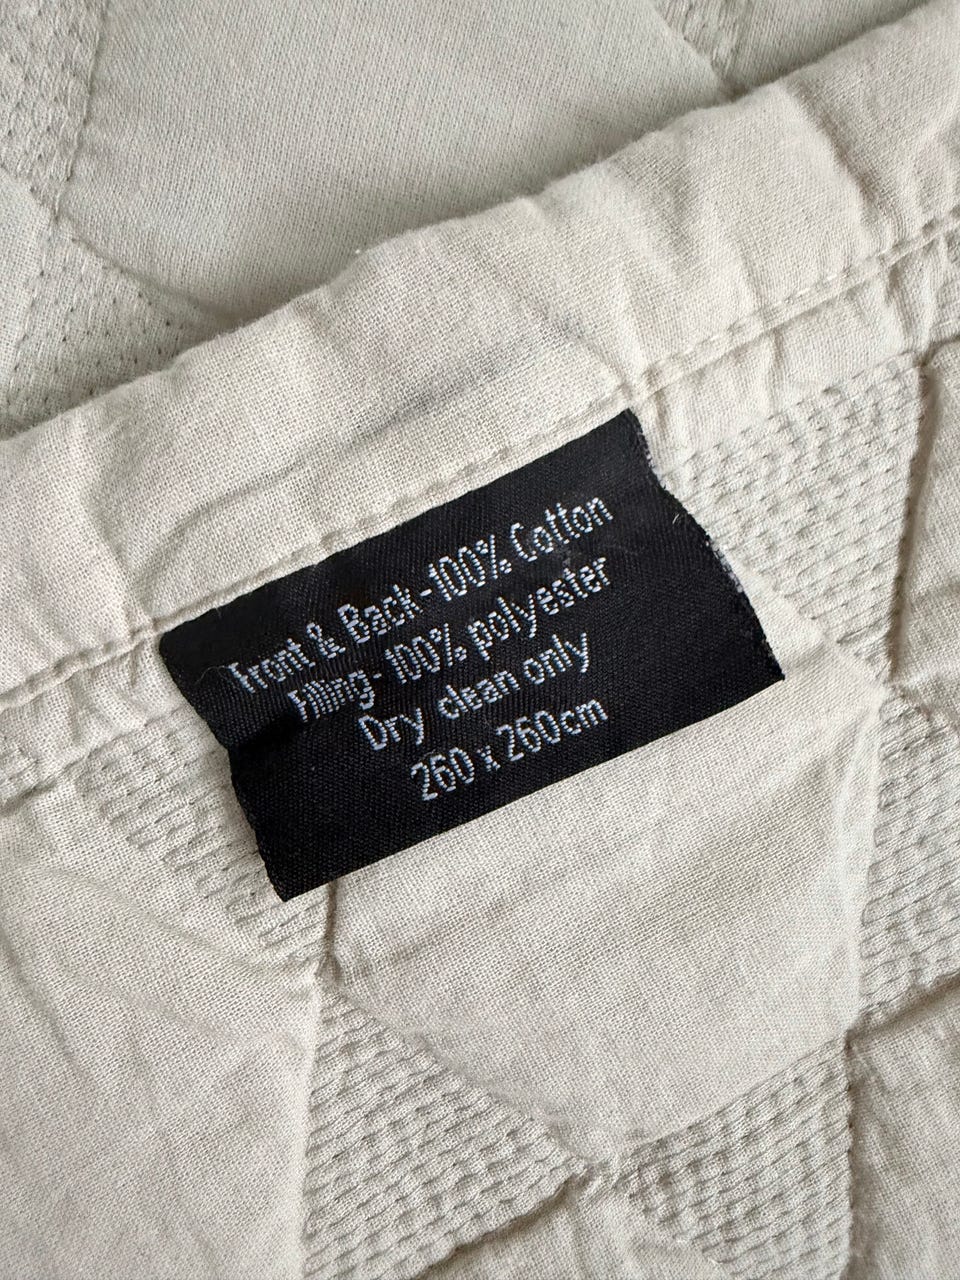 Front & Back-100% Cotton
Filling-100% polyester
Dry clean only
260 x 260cm